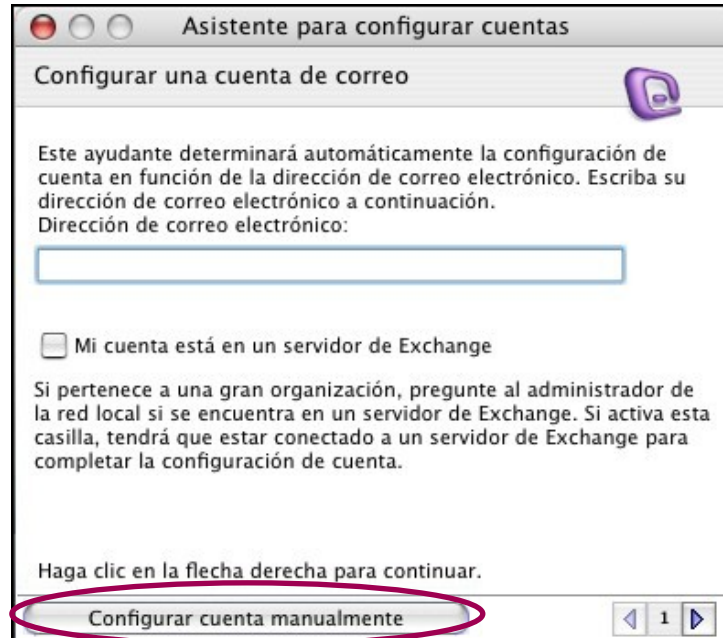 Asistente para configurar cuentas
Configurar una cuenta de correo
Este ayudante determinará automáticamente la configuración de
cuenta en función de la dirección de correo electrónico. Escriba su
dirección de correo electrónico a continuación.
Dirección de correo electrónico:
Mi cuenta está en un servidor de Exchange
Si pertenece a una gran organización, pregunte al administrador de
la red local si se encuentra en un servidor de Exchange. Si activa esta
casilla, tendrá que estar conectado a un servidor de Exchange para
completar la configuración de cuenta.
Haga clic en la flecha derecha para continuar.
Configurar cuenta manualmente
1